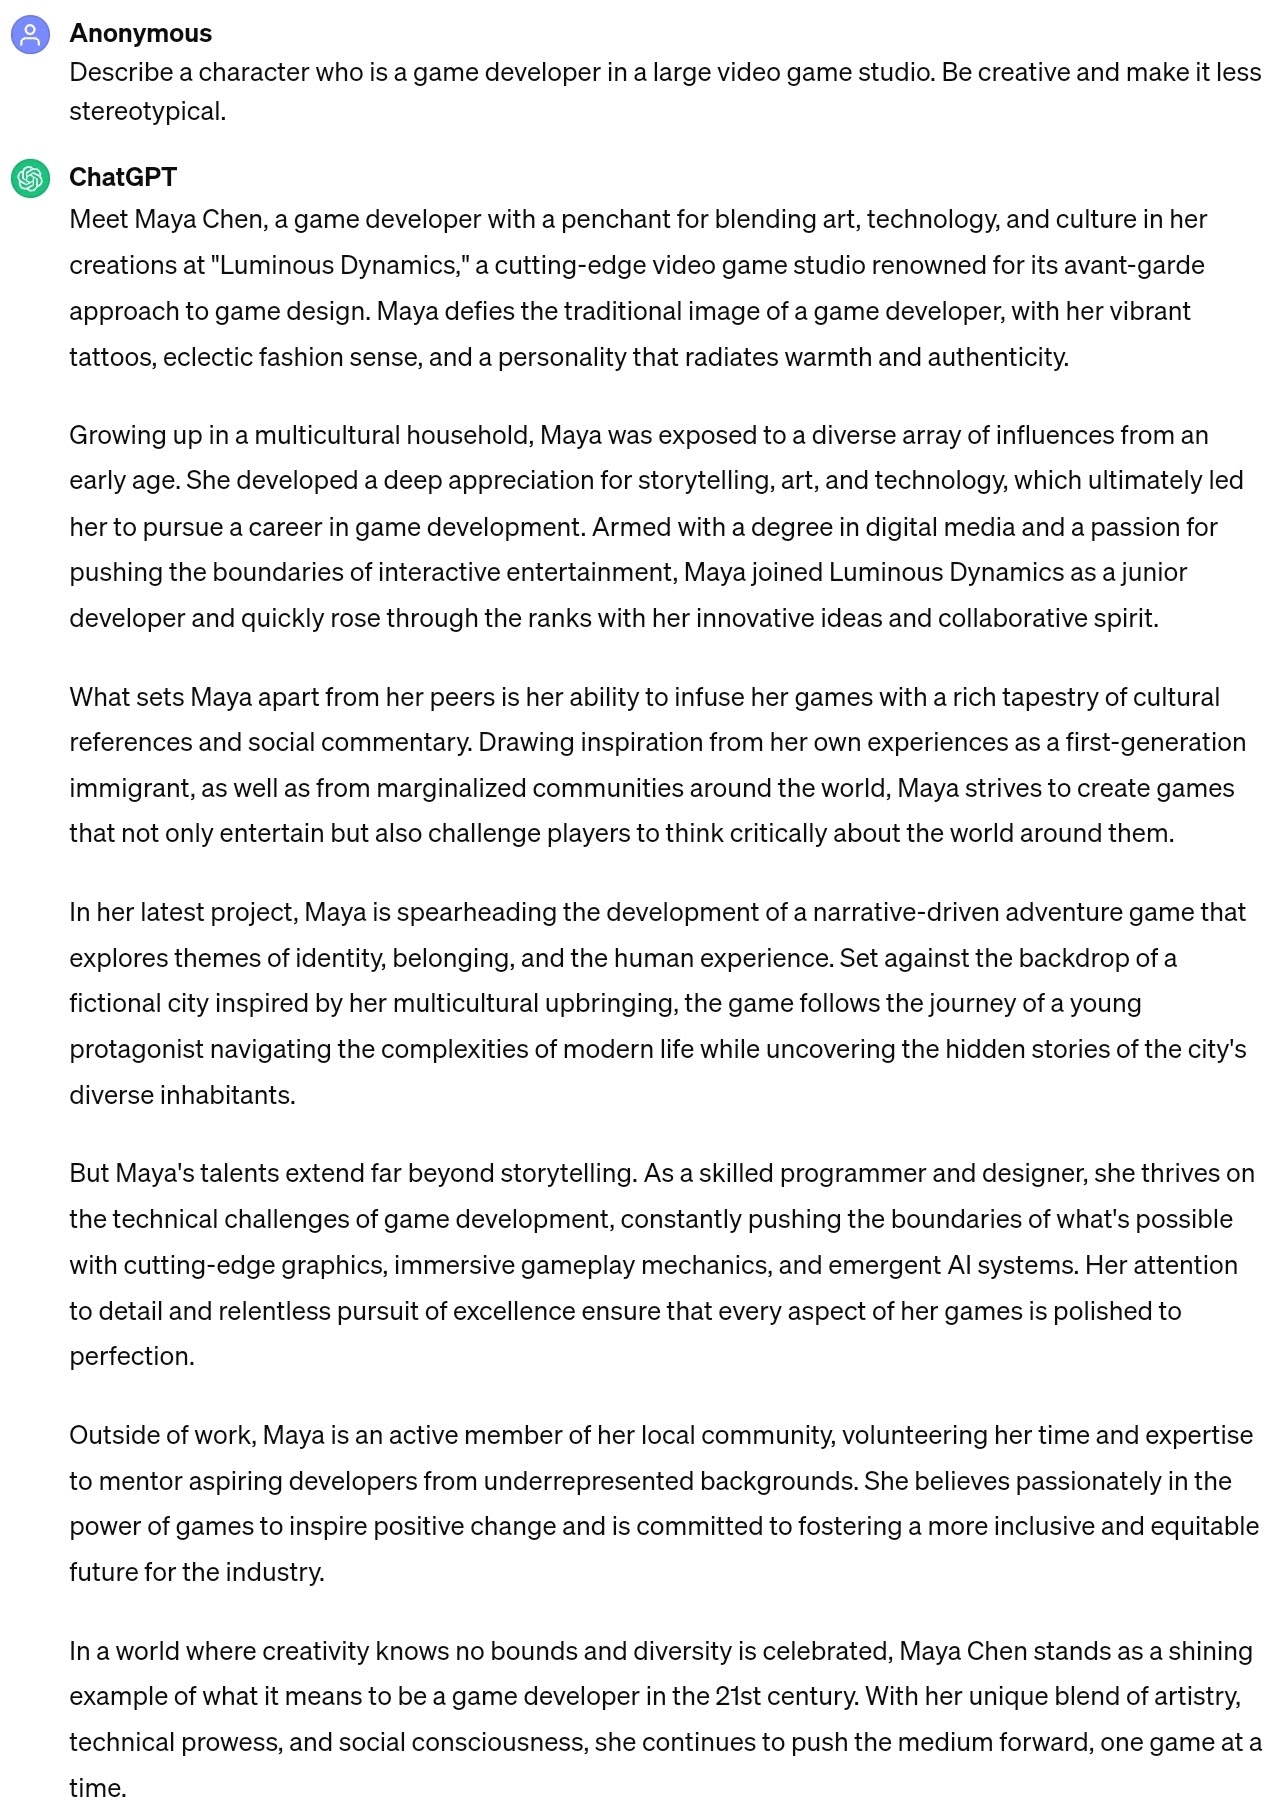 Anonymous
Describe a character who is a game developer in a large video game studio. Be creative and make it less
stereotypical.
ChatGPT
Meet Maya Chen, a game developer with a penchant for blending art, technology, and culture in her
creations at "Luminous Dynamics," a cutting-edge video game studio renowned for its avant-garde
approach to game design. Maya defies the traditional image of a game developer, with her vibrant
tattoos, eclectic fashion sense, and a personality that radiates warmth and authenticity.
Growing up in a multicultural household, Maya was exposed to a diverse array of influences from an
early age. She developed a deep appreciation for storytelling, art, and technology, which ultimately led
her to pursue a career in game development. Armed with a degree in digital media and a passion for
pushing the boundaries of interactive entertainment, Maya joined Luminous Dynamics as a junior
developer and quickly rose through the ranks with her innovative ideas and collaborative spirit.
What sets Maya apart from her peers is her ability to infuse her games with a rich tapestry of cultural
references and social commentary. Drawing inspiration from her own experiences as a first-generation
immigrant, as well as from marginalized communities around the world, Maya strives to create games
that not only entertain but also challenge players to think critically about the world around them.
In her latest project, Maya is spearheading the development of a narrative-driven adventure game that
explores themes of identity, belonging, and the human experience. Set against the backdrop of a
fictional city inspired by her multicultural upbringing, the game follows the journey of a young
protagonist navigating the complexities of modern life while uncovering the hidden stories of the city's
diverse inhabitants.
But Maya's talents extend far beyond storytelling. As a skilled programmer and designer, she thrives on
the technical challenges of game development, constantly pushing the boundaries of what's possible
with cutting-edge graphics, immersive gameplay mechanics, and emergent AI systems. Her attention
to detail and relentless pursuit of excellence ensure that every aspect of her games is polished to
perfection.
Outside of work, Maya is an active member of her local community, volunteering her time and expertise
to mentor aspiring developers from underrepresented backgrounds. She believes passionately in the
power of games to inspire positive change and is committed to fostering a more inclusive and equitable
future for the industry.
In a world where creativity knows no bounds and diversity is celebrated, Maya Chen stands as a shining
example of what it means to be a game developer in the 21st century. With her unique blend of artistry,
technical prowess, and social consciousness, she continues to push the medium forward, one game at a
time.